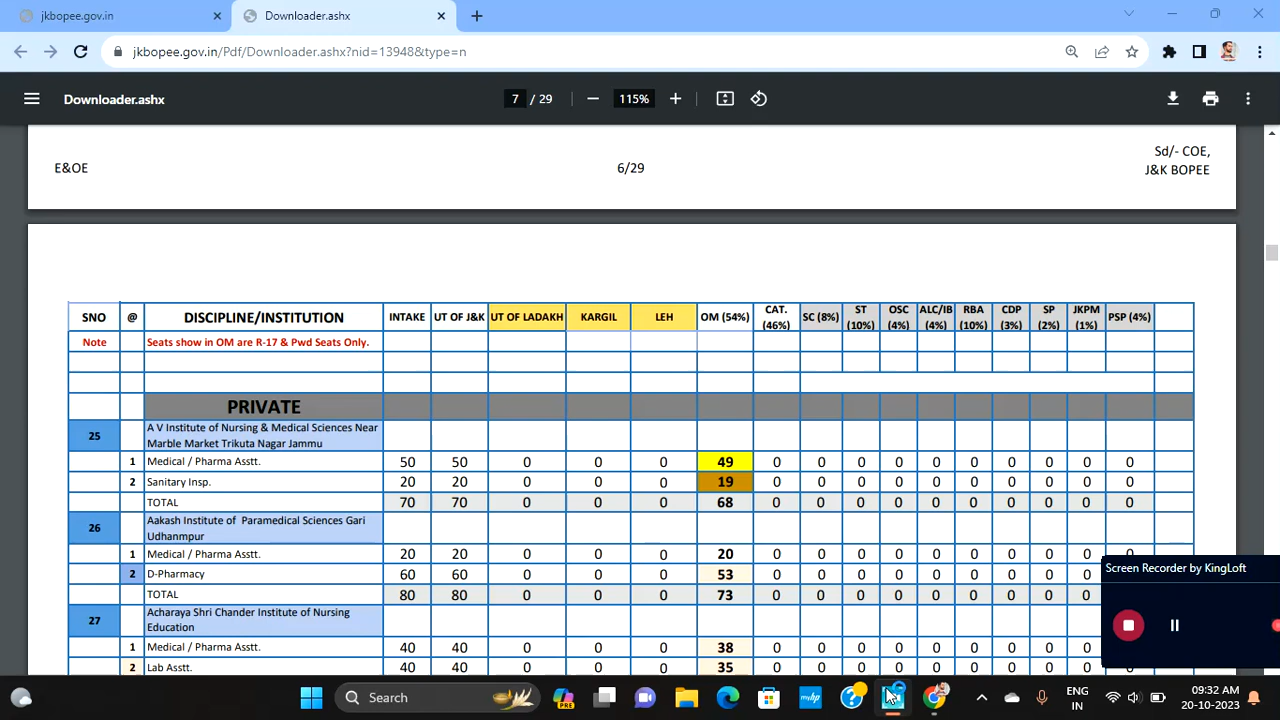 jkbopee.gov.in
Downloader.ashx
jkbopee.gov.in/Pdf/Downloader.ashx?nid=13948&type=n
Downloader.ashx
7 / 29
115%
Sd/- COE,
E&OE 6/29
J&K BOPEE
SNO @ DISCIPLINE/INSTITUTION INTAKE UT OF J&K UT OF LADAKH KARGIL LEH OM (54%) CAT. (46%) SC (8%) ST (10%) OSC (4%) ALC/IB (4%) RBA (10%) CDP (3%) SP (2%) JKPM (1%) PSP (4%)
Note Seats show in OM are R-17 & Pwd Seats Only.
PRIVATE
25 A V Institute of Nursing & Medical Sciences Near
Marble Market Trikuta Nagar Jammu
1 Medical / Pharma Asstt. 50 50 0 0 0 49 0 0 0 0 0 0 0 0 0 0
2 Sanitary Insp. 20 20 0 0 0 19 0 0 0 0 0 0 0 0 0 0
TOTAL 70 70 0 0 0 68 0 0 0 0 0 0 0 0 0 0
26 Aakash Institute of Paramedical Sciences Gari
Udhanmpur
1 Medical / Pharma Asstt. 20 20 0 0 0 20 0 0 0 0 0 0 0 0 0 0
2 D-Pharmacy 60 60 0 0 0 53 0 0 0 0 0 0 0 0
TOTAL 80 80 0 0 0 73 0 0 0 0 0 0 0 0
27 Acharaya Shri Chander Institute of Nursing
Education
1 Medical / Pharma Asstt. 40 40 0 0 0 38 0 0 0 0 0 0 0 0
2 Lab Asstt. 40 40 0 0 0 35 0 0 0 0 0 0 0 0
Screen Recorder by KingLoft
Search
PRE
ENG
IN
09:32 AM
20-10-2023